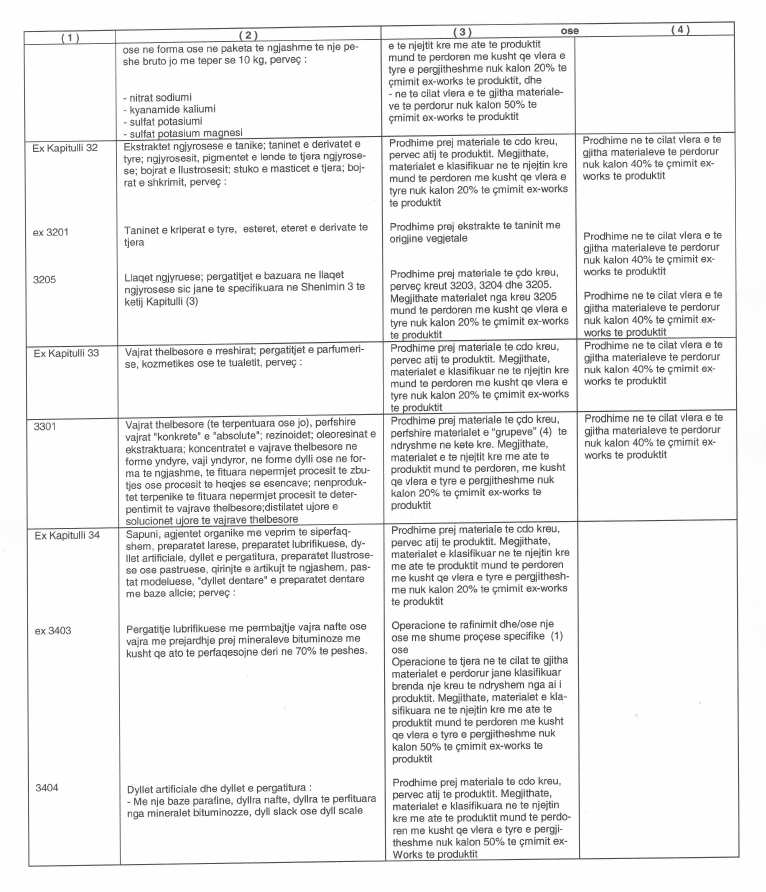 ( 1 )
( 2 )
( 3 )
ose
( 4 )
ose ne forma ose ne paketa te ngjashme te nje pe-
she bruto jo me teper se 10 kg, perveç :
- nitrat sodiumi
- kyanamide kaliumi
- sulfat potasiumi
- sulfat potasium magnesi
e te njejtit kre me ate te produktit
mund te perdoren me kusht qe vlera e
tyre e pergjitheshme nuk kalon 20% te
çmimit ex-works te produktit, dhe
- ne te cilat vlera e te gjitha materiale-
ve te perdorur nuk kalon 50% te
çmimit ex-works te produktit
Ex Kapitulli 32
Ekstraktet ngjyrosese e tanike; taninet e derivatet e
tyre; ngjyrosesit, pigmentet e lende te tjera ngjyrose-
se; bojrat e llustrosesit; stuko e masticet e tjera; boj-
rat e shkrimit, perveç :
Prodhime prej materiale te cdo kreu,
pervec atij te produktit. Megjithate,
materialet e klasifikuar ne te njejtin kre
mund te perdoren me kusht qe vlera e
tyre nuk kalon 20% te çmimit ex-works
te produktit
Prodhime ne te cilat vlera e te
gjitha materialeve te perdorur
nuk kalon 40% te çmimit ex-
works te produktit
ex 3201
Taninet e kriperat e tyre, esteret, eteret e derivate te
tjera
Prodhime prej ekstrakte te taninit me
origjine vegjetale
Prodhime ne te cilat vlera e te
gjitha materialeve te perdorur
nuk kalon 40% te çmimit ex-
works te produktit
3205
Llaqet ngjyruese; pergatitjet e bazuara ne llaqet
ngjyrosese sic jane te specifikuara ne Shenimin 3 te
ketij Kapitulli (3)
Prodhime prej materiale te çdo kreu,
perveç kreut 3203, 3204 dhe 3205.
Megjithate materialet nga kreu 3205
mund te perdoren me kusht qe vlera e
tyre nuk kalon 20% te çmimit ex-works
te produktit
Prodhime ne te cilat vlera e te
gjitha materialeve te perdorur
nuk kalon 40% te çmimit ex-
works te produktit
Ex Kapitulli 33
Vajrat thelbesore e rreshirat; pergatitjet e parfumeri-
se, kozmetikes ose te tualetit, perveç :
Prodhime prej materiale te cdo kreu,
pervec atij te produktit. Megjithate,
materialet e klasifikuar ne te njejtin kre
mund te perdoren me kusht qe vlera e
tyre nuk kalon 20% te çmimit ex-works
te produktit
Prodhime ne te cilat vlera e te
gjitha materialeve te perdorur
nuk kalon 40% te çmimit ex-
works te produktit
3301
Vajrat thelbesore (te terpentuara ose jo), perfshire
vajrat "konkrete" e "absolute"; rezinoidet; oleoresinat e
ekstraktuara; koncentratet e vajrave thelbesore ne
forme yndyre, vaji yndyror, ne forme dylli ose ne for-
ma te ngjashme, te fituara nepermjet procesit te zbu-
tjes ose procesit te heqjes se esencave; nenproduk-
tet terpenike te fituara nepermjet procesit te deter-
pentimit te vajrave thelbesore;distilatet ujore e
solucionet ujore te vajrave thelbesore
Prodhime prej materiale te çdo kreu,
perfshire materialet e "grupeve" (4) te
ndryshme ne kete kre. Megjithate,
materialet e te njejtit kre me ate te
produktit mund te perdoren, me kusht
qe vlera e tyre e pergjitheshme nuk
kalon 20% te çmimit ex-works te
produktit
Prodhime ne te cilat vlera e te
gjitha materialeve te perdorur
nuk kalon 40% te çmimit ex-
works te produktit
Ex Kapitulli 34
Sapuni, agjentet organike me veprim te siperfaq-
shem, preparatet larese, preparatet lubrifikuese, dy-
llet artificiale, dyllet e pergatitura, preparatet llustrose-
se ose pastruese, qirinjte e artikujt te ngjashem, pas-
tat modeluese, "dyllet dentare" e preparatet dentare
me baze allcie; perveç :
Prodhime prej materiale te cdo kreu,
pervec atij te produktit. Megjithate,
materialet e klasifikuar ne te njejtin kre
me ate te produktit mund te perdoren
me kusht qe vlera e tyre e pergjithesh-
me nuk kalon 20% te çmimit ex-works
te produktit
ex 3403
Pergatitje lubrifikuese me permbajtje vajra nafte ose
vajra me prejardhje prej mineraleve bituminoze me
kusht qe ato te perfaqesojne deri ne 70% te peshes.
Operacione te rafinimit dhe/ose nje
ose me shume proçese specifike (1)
ose
Operacione te tjera ne te cilat te gjitha
materialet e perdorur jane klasifikuar
brenda nje kreu te ndryshem nga ai i
produktit. Megjithate, materialet e kla-
sifikuara ne te njejtin kre me ate te
produktit mund te perdoren me kusht
qe vlera e tyre e pergjitheshme nuk
kalon 50% te çmimit ex-works te
produktit
3404
Dyllet artificiale dhe dyllet e pergatitura :
- Me nje baze parafine, dyllra nafte, dyllra te perfituara
nga mineralet bituminozze, dyll slack ose dyll scale
Prodhime prej materiale te cdo kreu,
pervec atij te produktit. Megjithate,
materialet e klasifikuara ne te njejtin
kre me ate te produktit mund te perdo-
ren me kusht qe vlera e tyre e pergji-
theshme nuk kalon 50% te çmimit ex-
Works te produktit